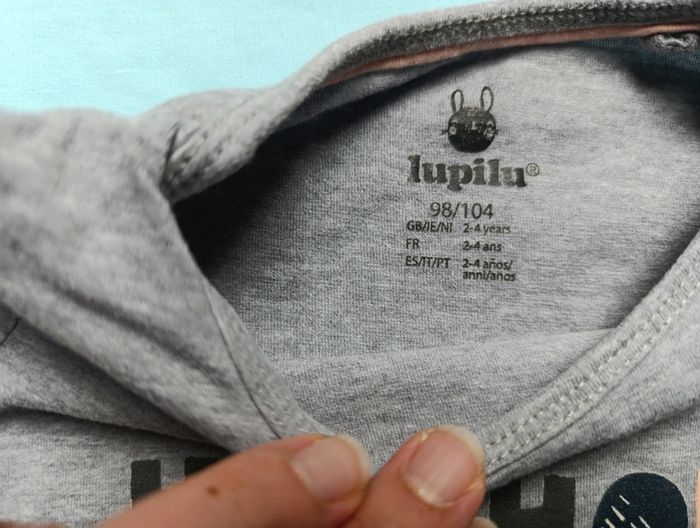 lupilu®
98/104
GB/IE/NI 2-4 years
FR 2-4 ans
ES/IT/PT 2-4 años/
anni/anos